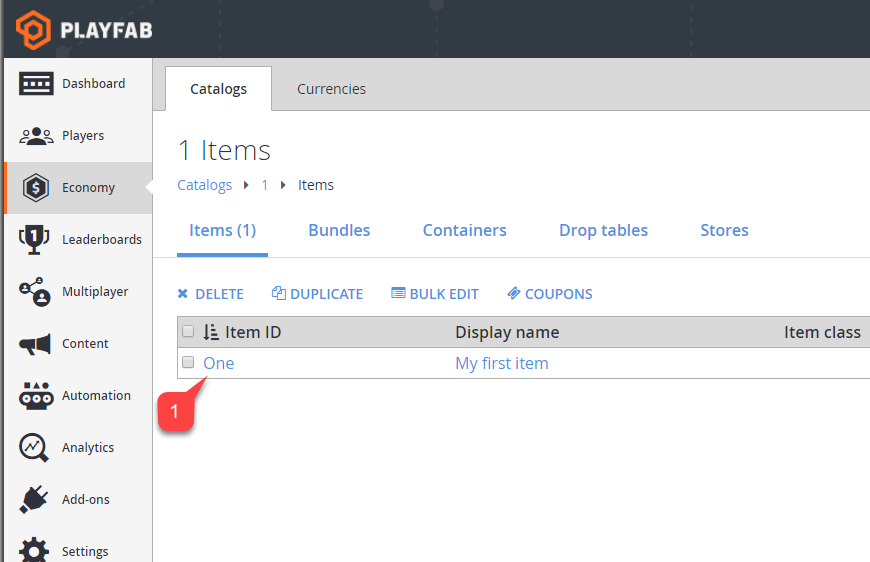 PLAYFAB
Dashboard
Players
Economy
Leaderboards
Multiplayer
Content
Automation
Analytics
Add-ons
Settings
Catalogs Currencies
1 Items
Catalogs 1 Items
Items (1) Bundles Containers Drop tables Stores
DELETE DUPLICATE BULK EDIT COUPONS
Item ID Display name Item class
One My first item
1